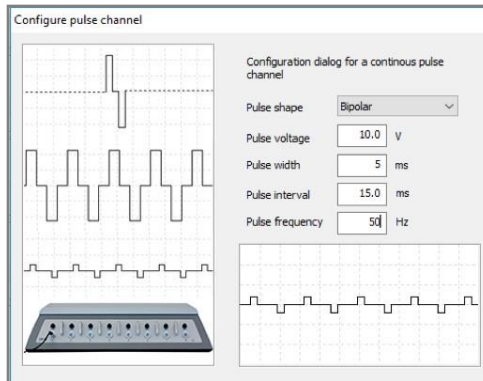 Configure pulse channel
Configuration dialog for a continous pulse
channel
Pulse shape Bipolar
Pulse voltage 10.0 V
Pulse width 5 ms
Pulse interval 15.0 ms
Pulse frequency 50 Hz